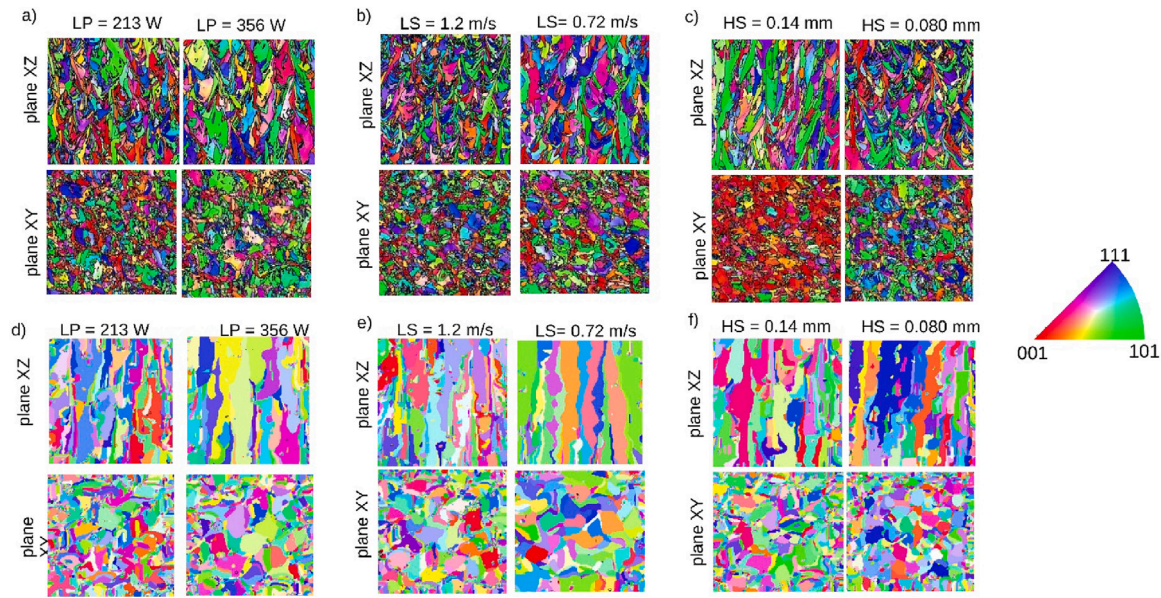 a) LP = 213 W LP = 356 W
b) LS = 1.2 m/s LS= 0.72 m/s
c) HS = 0.14 mm HS = 0.080 mm
plane XZ
plane XZ
plane XZ
plane XY
plane XY
plane XY
111
001 101
d) LP = 213 W LP = 356 W
e) LS = 1.2 m/s LS= 0.72 m/s
f) HS = 0.14 mm HS = 0.080 mm
plane XZ
plane XZ
plane XZ
plane
XY
plane XY
plane XY